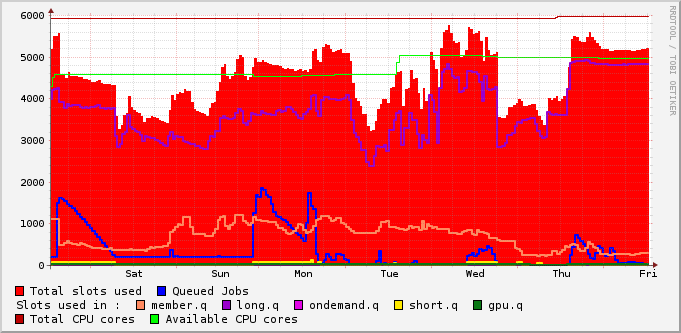 RRDTOOL / TOBI OETIKER
6000
5000
4000
3000
2000
1000
0
Sat Sun Mon Tue Wed Thu Fri
Total slots used Queued Jobs
Slots used in : member.q long.q ondemand.q short.q gpu.q
Total CPU cores Available CPU cores